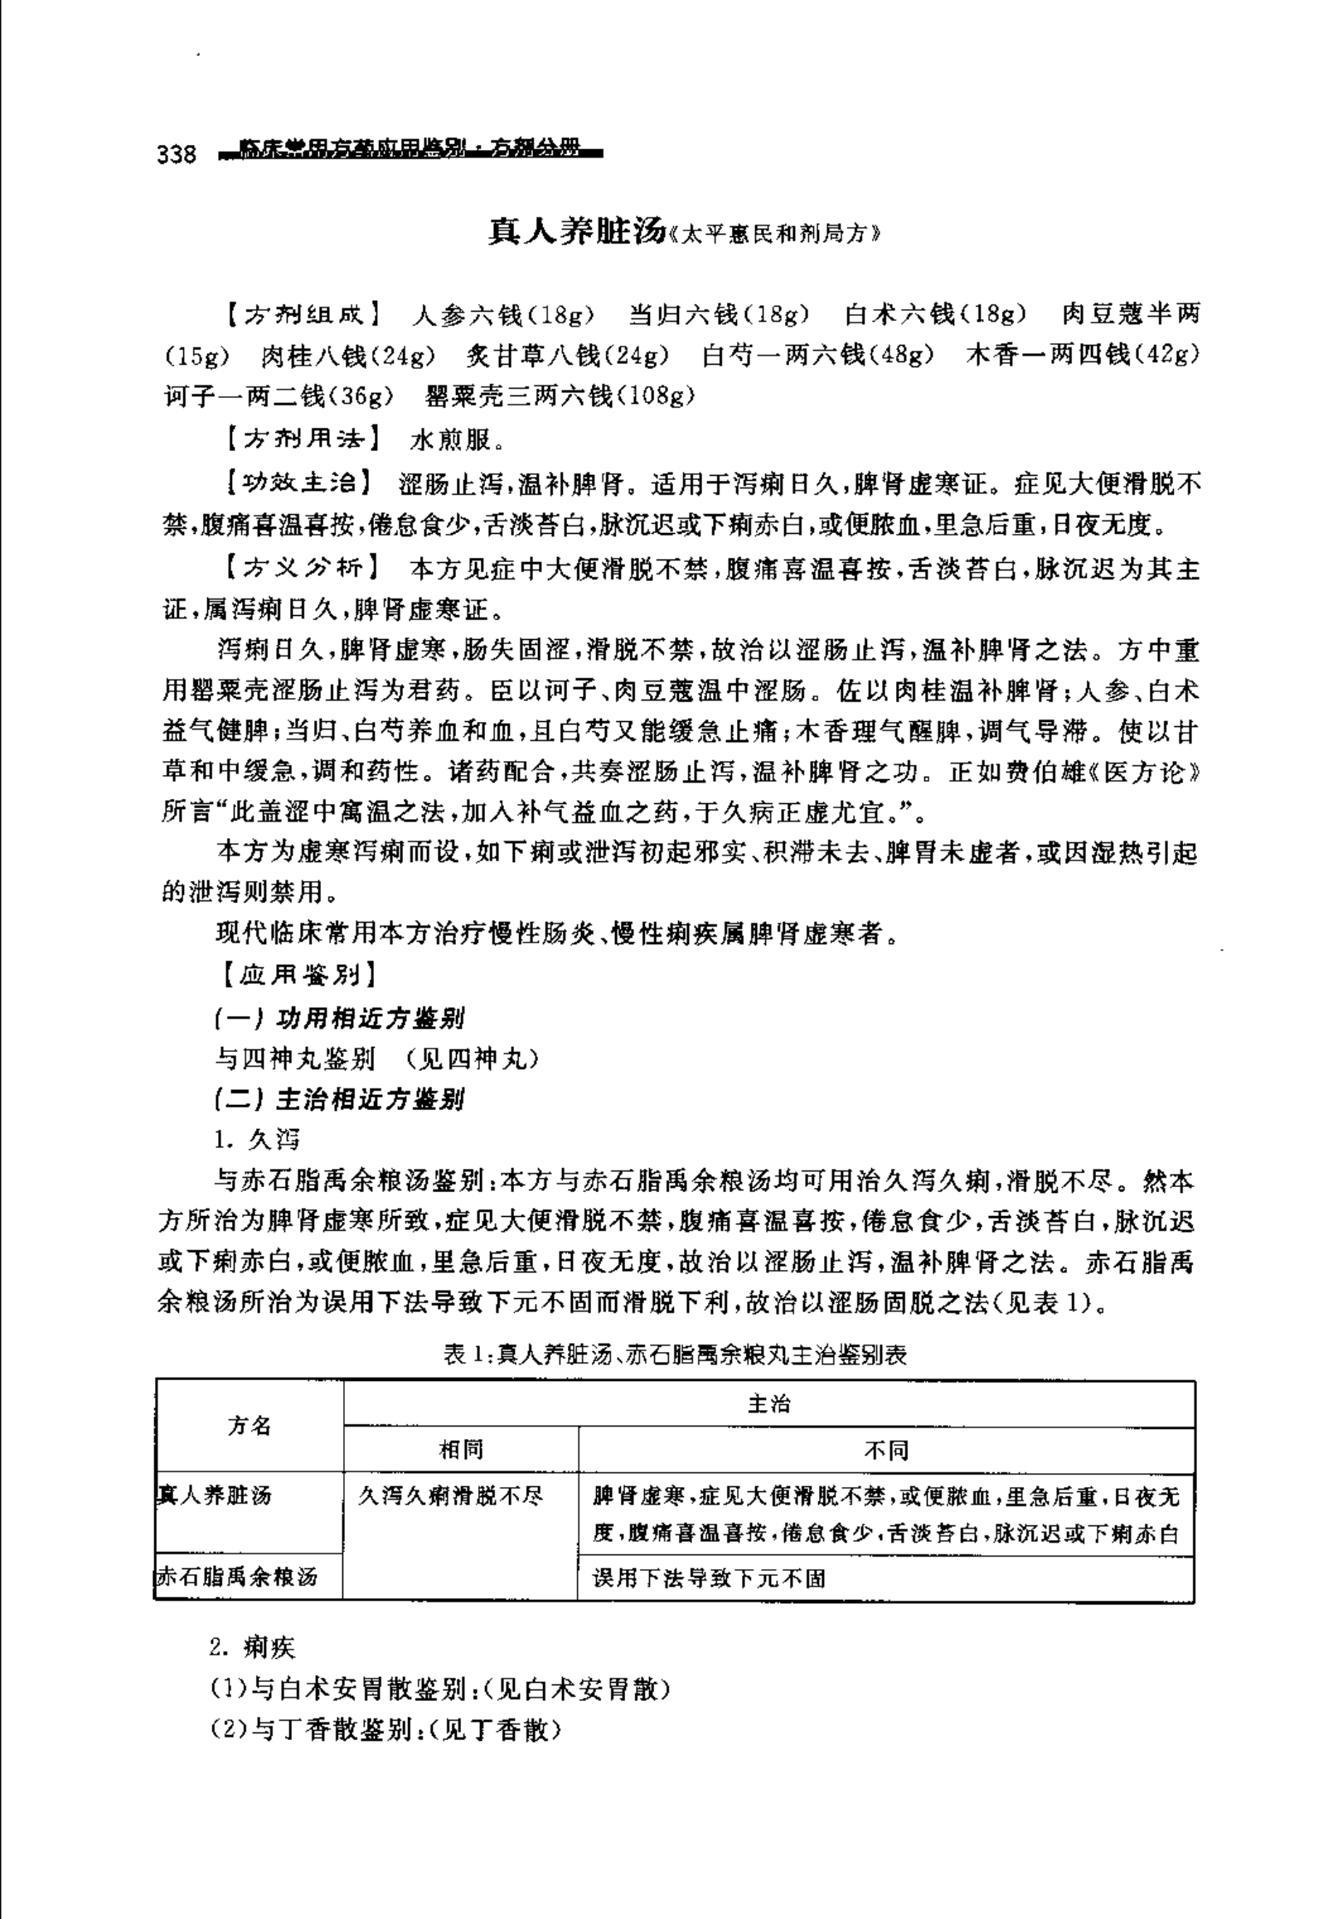 338 临床常用方药应用鉴别·方剂分册
真人养脏汤《太平惠民和剂局方》
【方剂组成】 人参六钱(18g) 当归六钱(18g) 白术六钱(18g) 肉豆蔻半两
(15g) 肉桂八钱(24g) 炙甘草八钱(24g) 白芍一两六钱(48g) 木香一两四钱(42g)
诃子一两二钱(36g) 罂粟壳三两六钱(108g)
【方剂用法】 水煎服。
【功效主治】 涩肠止泻,温补脾肾。适用于泻痢日久,脾肾虚寒证。症见大便滑脱不
禁,腹痛喜温喜按,倦怠食少,舌淡苔白,脉沉迟或下痢赤白,或便脓血,里急后重,日夜无度。
【方义分析】 本方见症中大便滑脱不禁,腹痛喜温喜按,舌淡苔白,脉沉迟为其主
证,属泻痢日久,脾肾虚寒证。
泻痢日久,脾肾虚寒,肠失固涩,滑脱不禁,故治以涩肠止泻,温补脾肾之法。方中重
用罂粟壳涩肠止泻为君药。臣以诃子、肉豆蔻温中涩肠。佐以肉桂温补脾肾;人参、白术
益气健脾;当归、白芍养血和血,且白芍又能缓急止痛;木香理气醒脾,调气导滞。使以甘
草和中缓急,调和药性。诸药配合,共奏涩肠止泻,温补脾肾之功。正如费伯雄《医方论》
所言“此盖涩中寓温之法,加入补气益血之药,于久病正虚尤宜。”。
本方为虚寒泻痢而设,如下痢或泄泻初起邪实、积滞未去、脾胃未虚者,或因湿热引起
的泄泻则禁用。
现代临床常用本方治疗慢性肠炎、慢性痢疾属脾肾虚寒者。
【应用鉴别】
(一)功用相近方鉴别
与四神丸鉴别 (见四神丸)
(二)主治相近方鉴别
1. 久泻
与赤石脂禹余粮汤鉴别:本方与赤石脂禹余粮汤均可用治久泻久痢,滑脱不尽。然本
方所治为脾肾虚寒所致,症见大便滑脱不禁,腹痛喜温喜按,倦怠食少,舌淡苔白,脉沉迟
或下痢赤白,或便脓血,里急后重,日夜无度,故治以涩肠止泻,温补脾肾之法。赤石脂禹
余粮汤所治为误用下法导致下元不固而滑脱下利,故治以涩肠固脱之法(见表1)。
表1:真人养脏汤、赤石脂禹余粮丸主治鉴别表
方名
主治
相同
不同
真人养脏汤
久泻久痢滑脱不尽
脾肾虚寒,症见大便滑脱不禁,或便脓血,里急后重,日夜无
度,腹痛喜温喜按,倦怠食少,舌淡苔白,脉沉迟或下痢赤白
赤石脂禹余粮汤
误用下法导致下元不固
2. 痢疾
(1)与白术安胃散鉴别:(见白术安胃散)
(2)与丁香散鉴别:(见丁香散)